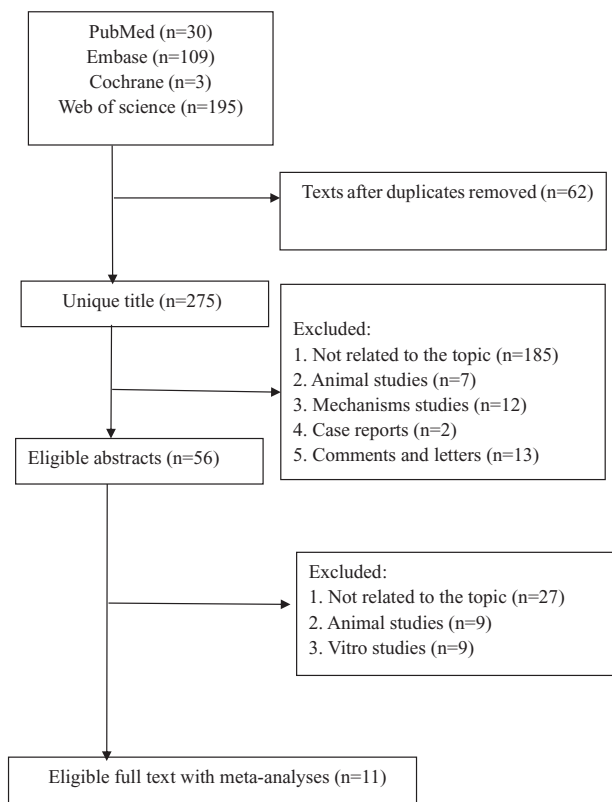 PubMed (n=30)
Embase (n=109)
Cochrane (n=3)
Web of science (n=195)
Texts after duplicates removed (n=62)
Unique title (n=275)
Excluded:
1. Not related to the topic (n=185)
2. Animal studies (n=7)
3. Mechanisms studies (n=12)
4. Case reports (n=2)
5. Comments and letters (n=13)
Eligible abstracts (n=56)
Excluded:
1. Not related to the topic (n=27)
2. Animal studies (n=9)
3. Vitro studies (n=9)
Eligible full text with meta-analyses (n=11)